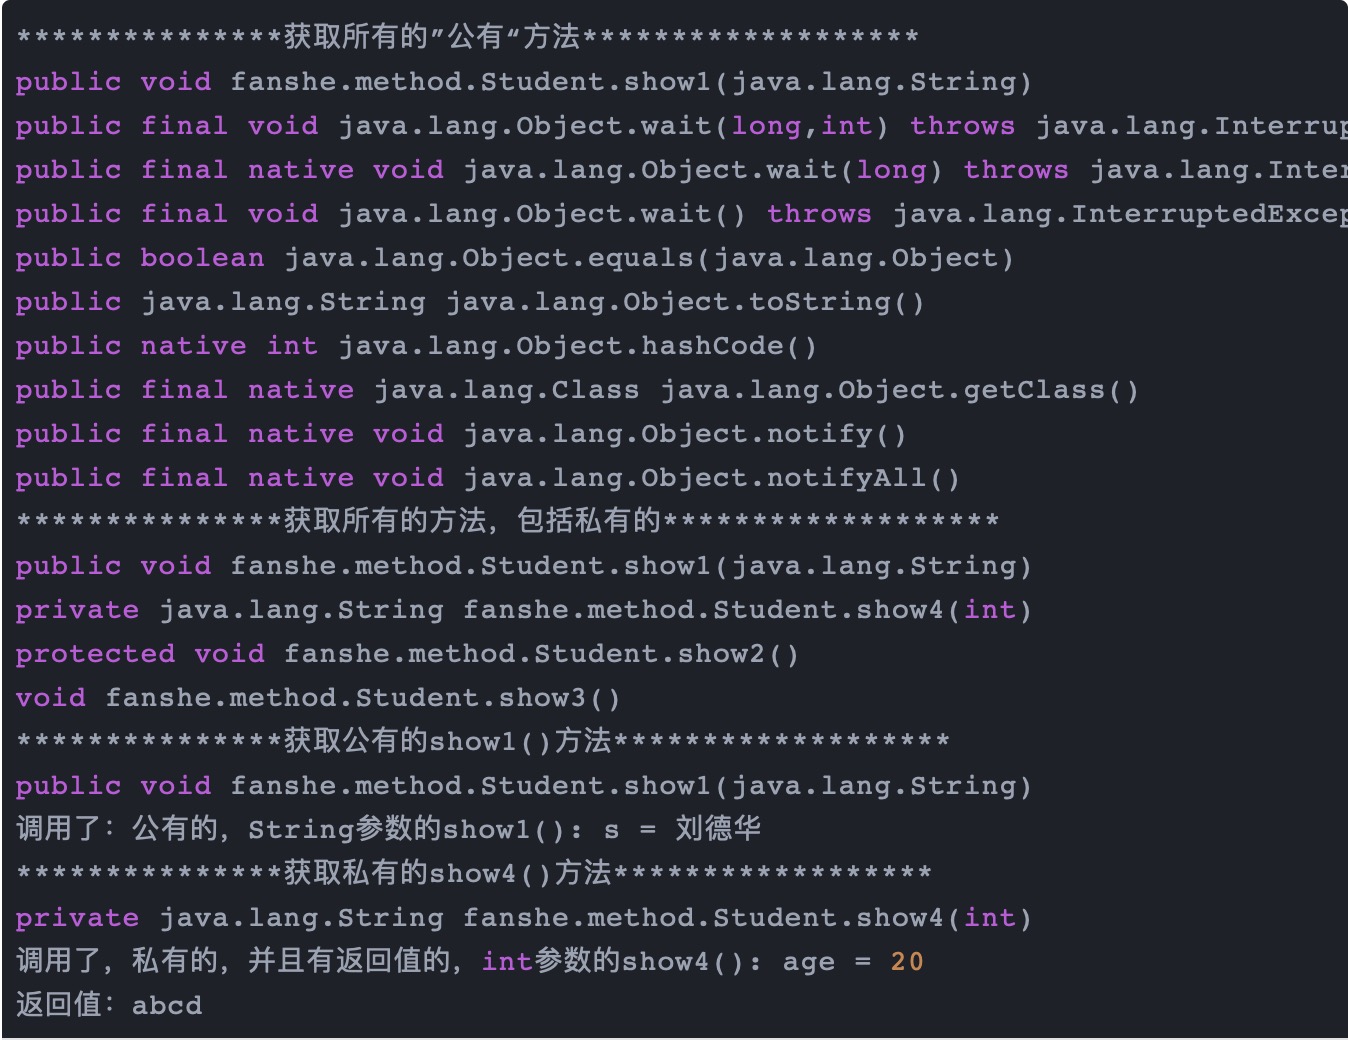 ***************获取所有的”公有“方法*******************
public void fanshe.method.Student.show1(java.lang.String)
public final void java.lang.Object.wait(long,int) throws java.lang.Interrup
public final native void java.lang.Object.wait(long) throws java.lang.Inter
public final void java.lang.Object.wait() throws java.lang.InterruptedExcep
public boolean java.lang.Object.equals(java.lang.Object)
public java.lang.String java.lang.Object.toString()
public native int java.lang.Object.hashCode()
public final native java.lang.Class java.lang.Object.getClass()
public final native void java.lang.Object.notify()
public final native void java.lang.Object.notifyAll()
***************获取所有的方法，包括私有的*******************
public void fanshe.method.Student.show1(java.lang.String)
private java.lang.String fanshe.method.Student.show4(int)
protected void fanshe.method.Student.show2()
void fanshe.method.Student.show3()
***************获取公有的show1()方法*******************
public void fanshe.method.Student.show1(java.lang.String)
调用了：公有的，String参数的show1(): s = 刘德华
***************获取私有的show4()方法******************
private java.lang.String fanshe.method.Student.show4(int)
调用了，私有的，并且有返回值的，int参数的show4(): age = 20
返回值：abcd